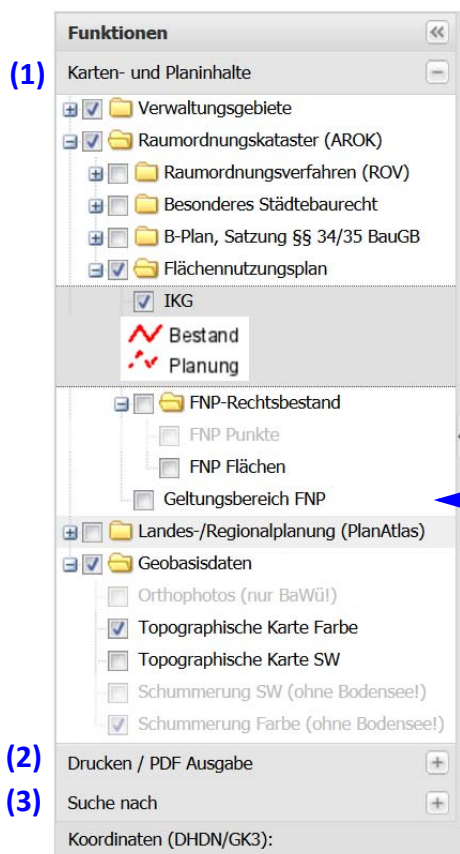 Funktionen
(1) Karten- und Planinhalte
Verwaltungsgebiete
Raumordnungskataster (AROK)
Raumordnungsverfahren (ROV)
Besonderes Städtebaurecht
B-Plan, Satzung §§ 34/35 BauGB
Flächennutzungsplan
IKG
Bestand
Planung
FNP-Rechtsbestand
FNP Punkte
FNP Flächen
Geltungsbereich FNP
Landes-/Regionalplanung (PlanAtlas)
Geobasisdaten
Orthophotos (nur BaWü!)
Topographische Karte Farbe
Topographische Karte SW
Schummerung SW (ohne Bodensee!)
Schummerung Farbe (ohne Bodensee!)
(2) Drucken / PDF Ausgabe
(3) Suche nach
Koordinaten (DHDN/GK3):